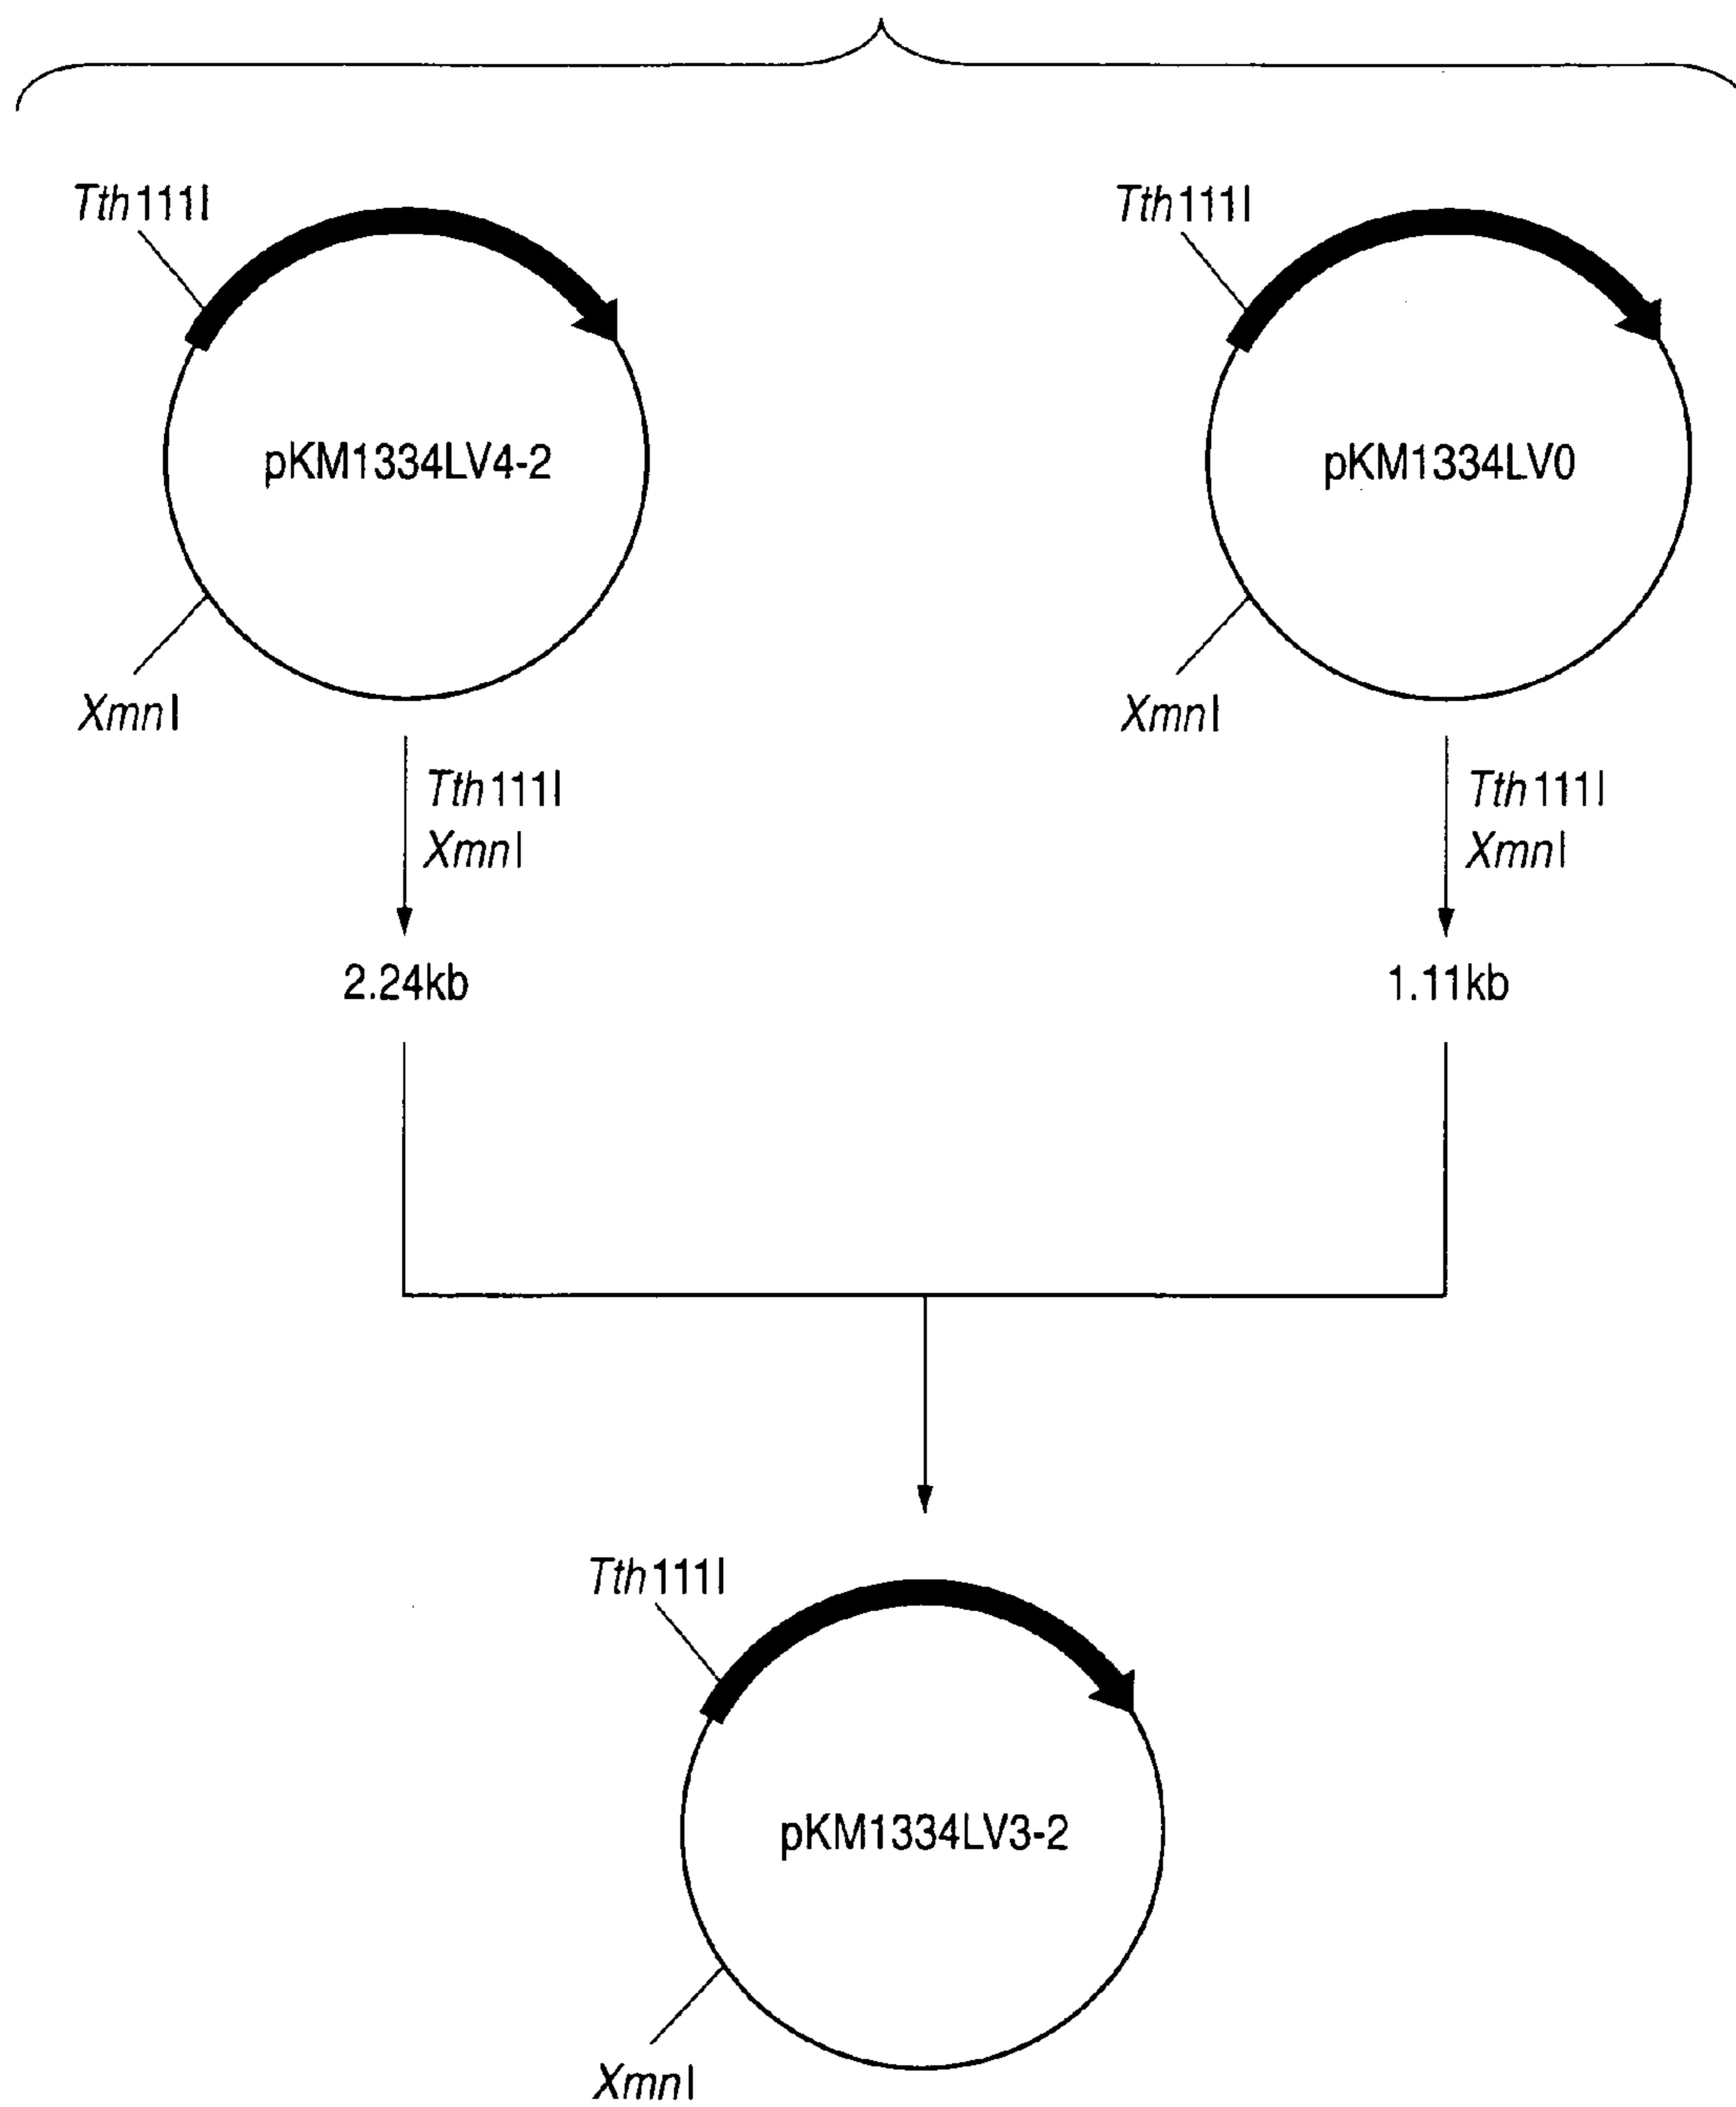 Tth111I
Tth111I
pKM1334LV4-2
pKM1334LV0
XmnI
XmnI
Tth111I
XmnI
Tth111I
XmnI
2.24kb
1.11kb
Tth111I
pKM1334LV3-2
XmnI